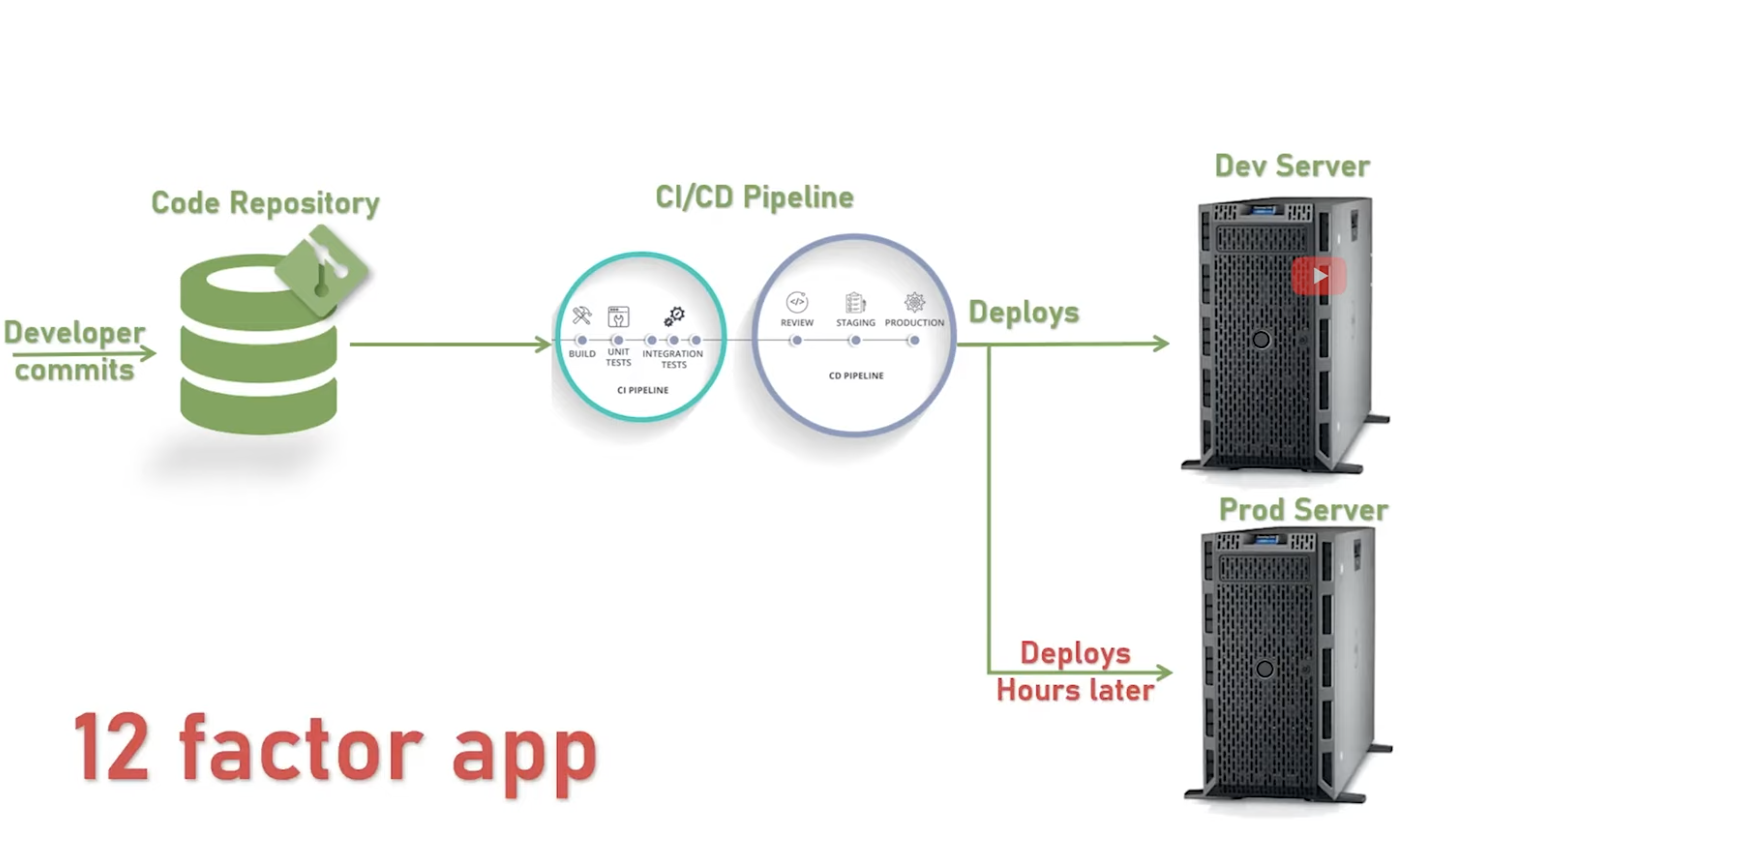 Developer
commits
Code Repository
CI/CD Pipeline
BUILD
UNIT
TESTS
INTEGRATION
TESTS
CI PIPELINE
REVIEW
STAGING
PRODUCTION
CD PIPELINE
Deploys
Dev Server
Prod Server
Deploys
Hours later
12 factor app